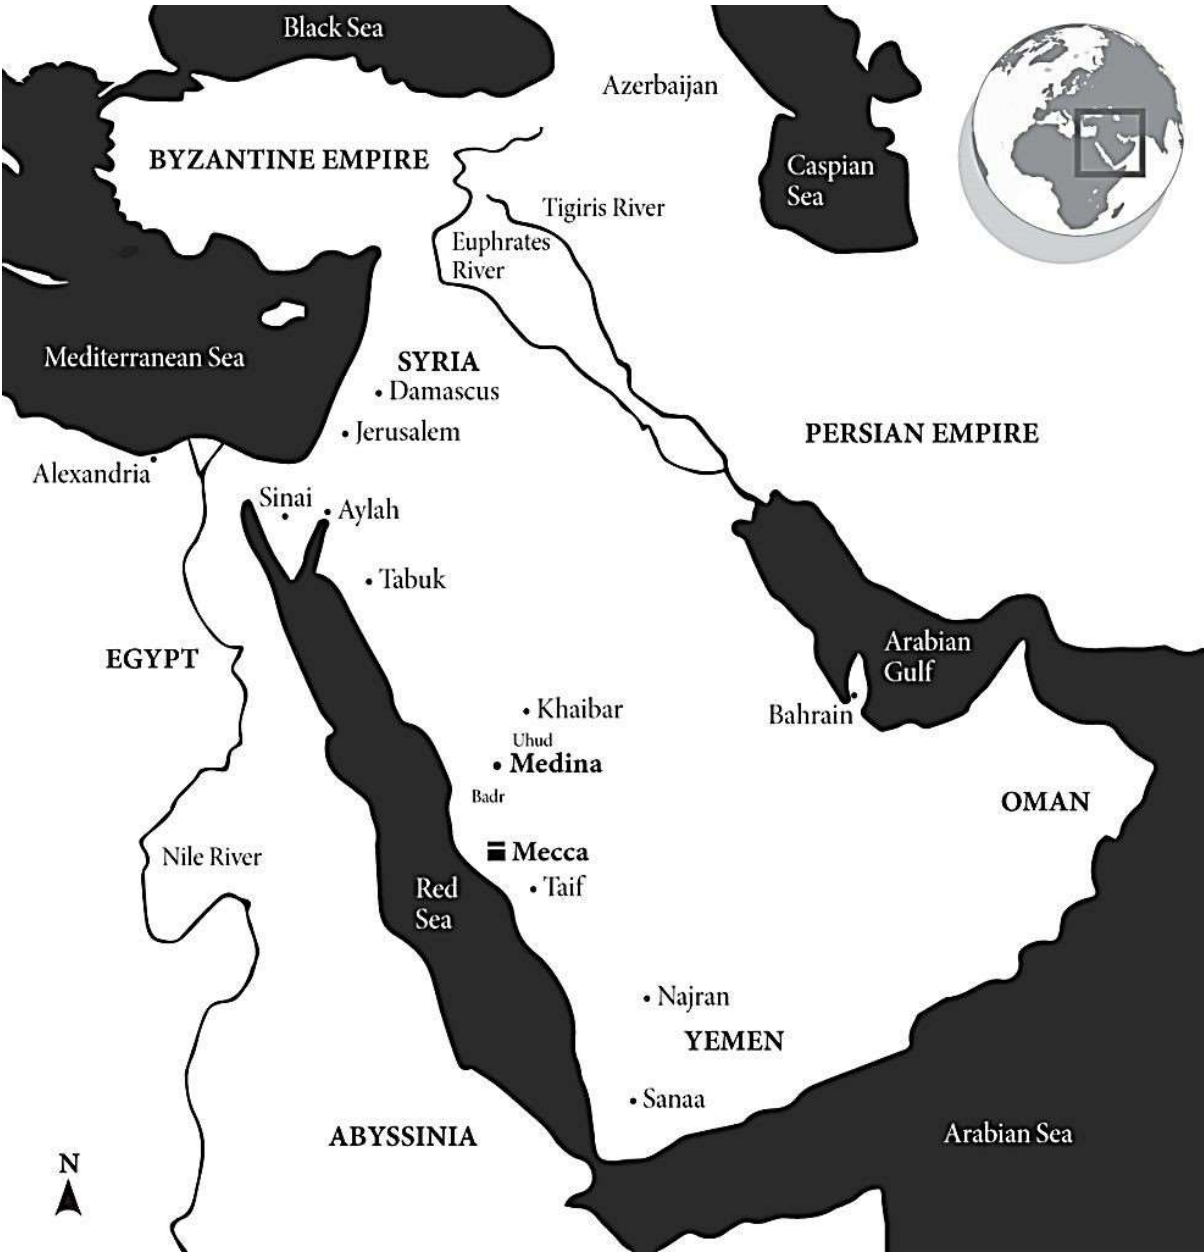 Black Sea
Azerbaijan
BYZANTINE EMPIRE
Caspian
Sea
Tigiris River
Euphrates
River
Mediterranean Sea
SYRIA
Damascus
Jerusalem
PERSIAN EMPIRE
Alexandria
Sinai
Aylah
Tabuk
EGYPT
Arabian
Gulf
Khaibar
Bahrain
Uhud
Medina
Badr
OMAN
Mecca
Nile River
Taif
Red
Sea
Najran
YEMEN
Sanaa
ABYSSINIA
Arabian Sea
N